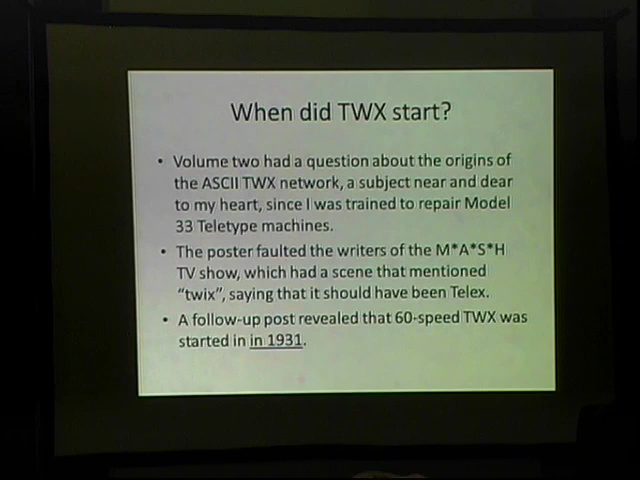 When did TWX start?
• Volume two had a question about the origins of
the ASCII TWX network, a subject near and dear
to my heart, since I was trained to repair Model
33 Teletype machines.
• The poster faulted the writers of the M*A*S*H
TV show, which had a scene that mentioned
“twix”, saying that it should have been Telex.
• A follow-up post revealed that 60-speed TWX was
started in in 1931.